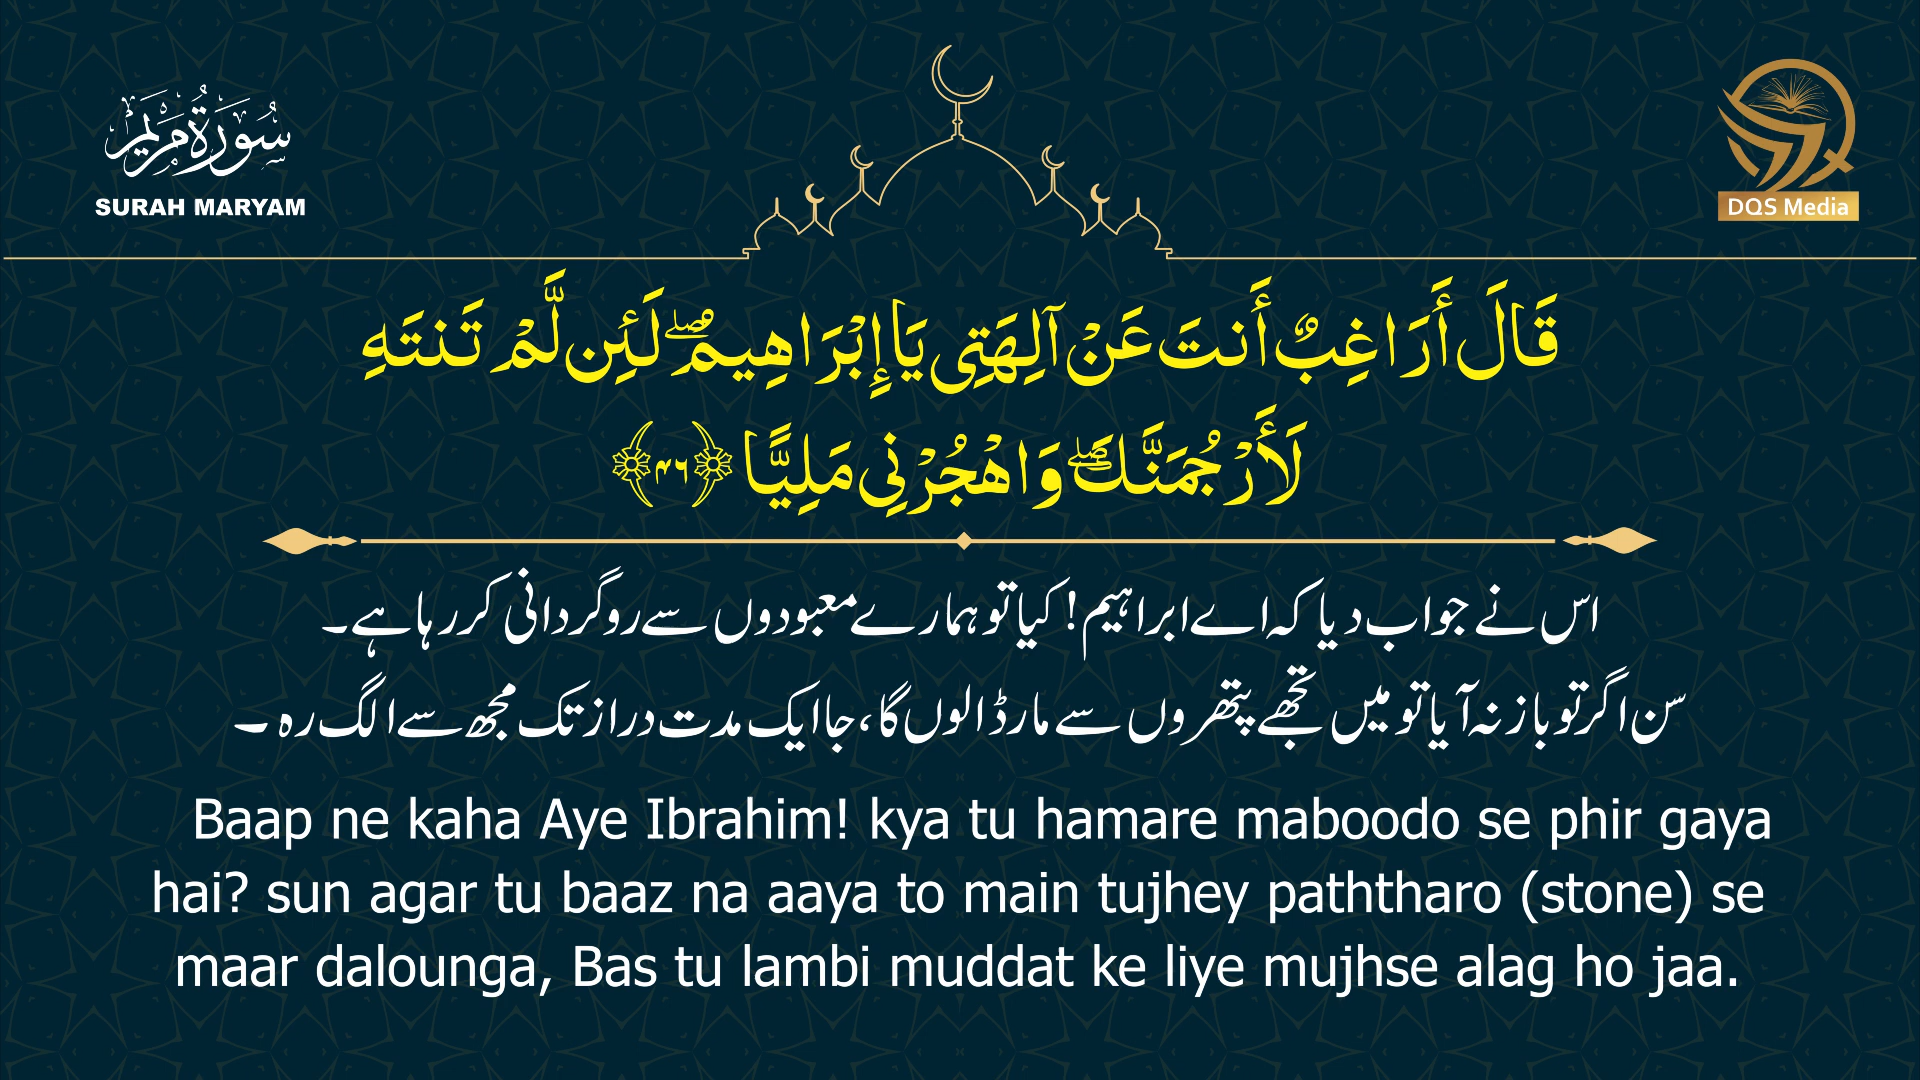 سُورَةُ مَرْيَم
SURAH MARYAM
DQS Media
قَالَ أَرَاغِبٌ أَنتَ عَنْ آلِهَتِي يَا إِبْرَاهِيمُ ۖ لَئِن لَّمْ تَنتَهِ
لَأَرْجُمَنَّكَ ۖ وَاهْجُرْنِي مَلِيًّا ﴿۴۶﴾
اس نے جواب دیا کہ اے ابراہیم! کیا تو ہمارے معبودوں سے روگردانی کر رہا ہے۔
سن اگر تو باز نہ آیا تو میں تجھے پتھروں سے مار ڈالوں گا، جا ایک مدت دراز تک مجھ سے الگ رہ۔
Baap ne kaha Aye Ibrahim! kya tu hamare maboodo se phir gaya
hai? sun agar tu baaz na aaya to main tujhey paththaro (stone) se
maar dalounga, Bas tu lambi muddat ke liye mujhse alag ho jaa.